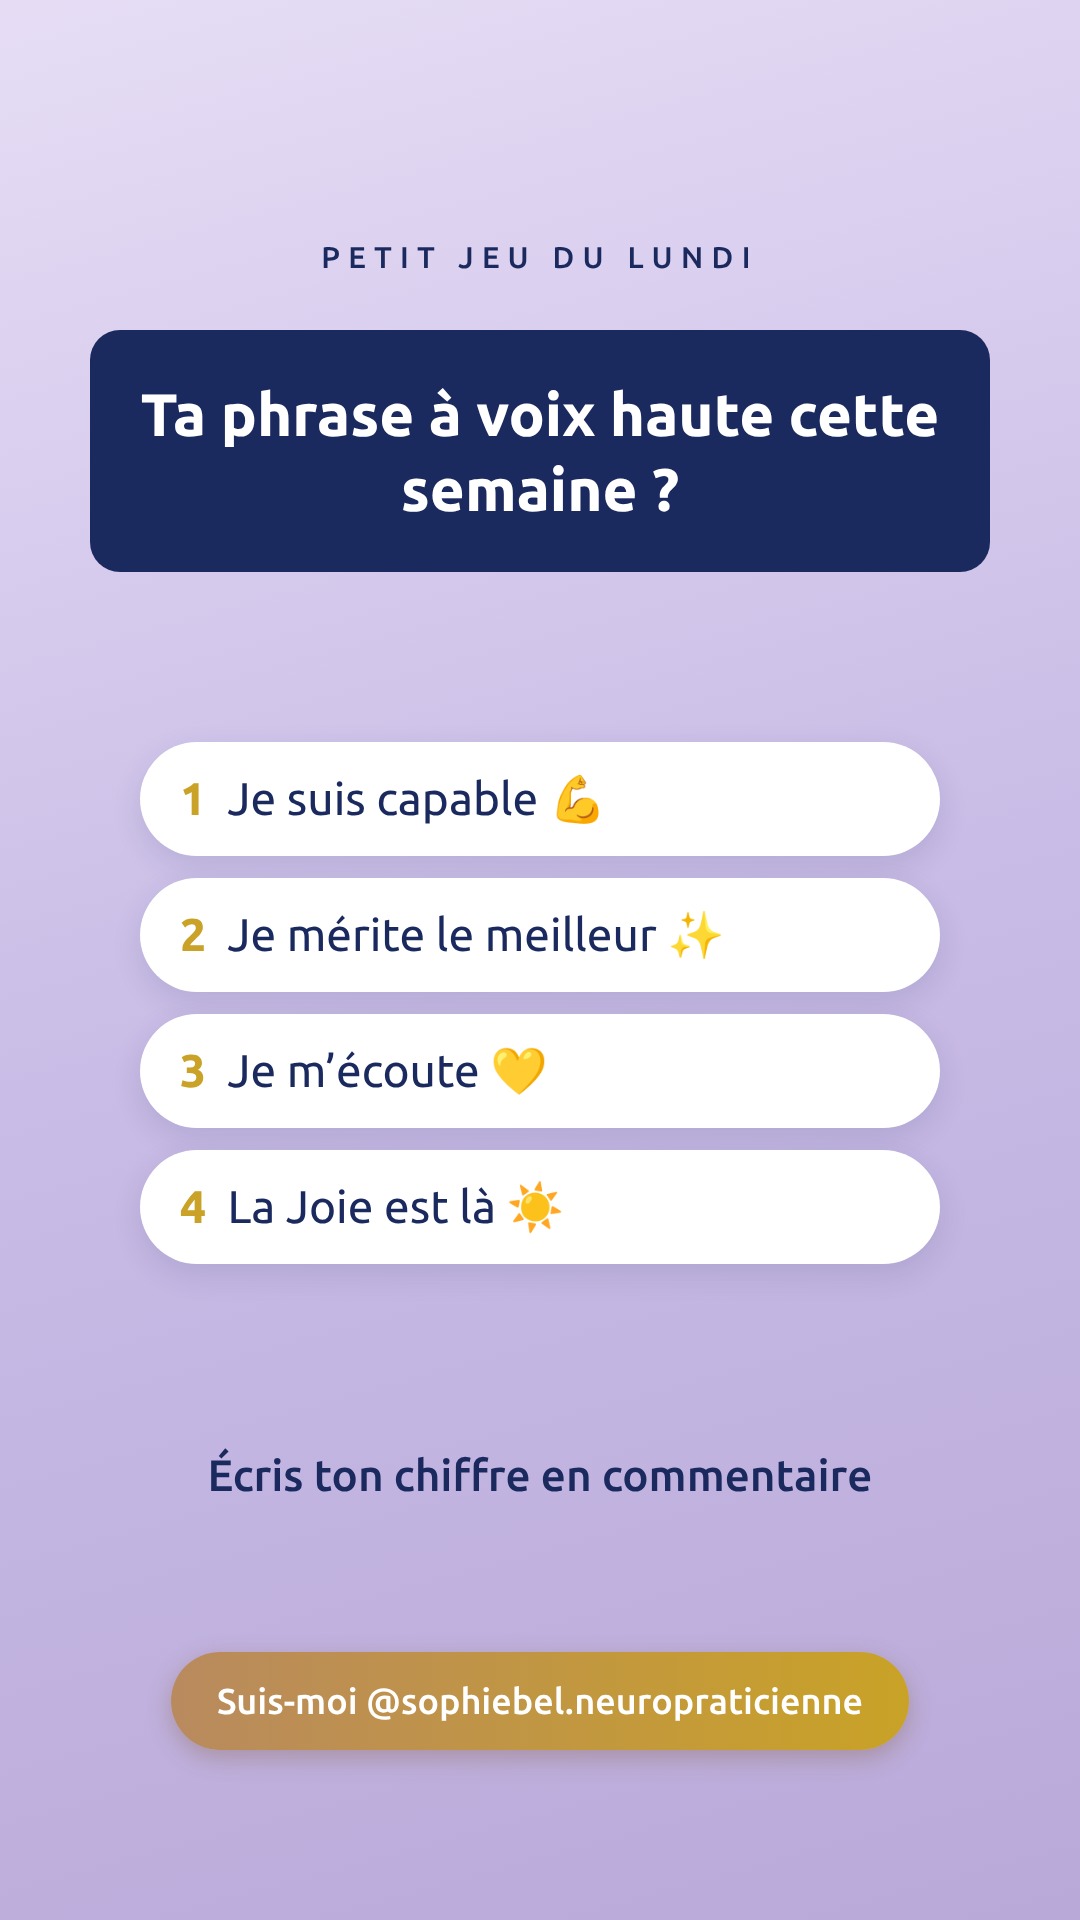 PETIT JEU DU LUNDI
Ta phrase à voix haute cette
semaine ?
1 Je suis capable 💪
2 Je mérite le meilleur ✨
3 Je m’écoute 💛
4 La Joie est là ☀️
Écris ton chiffre en commentaire
Suis-moi @sophiebel.neuropraticienne